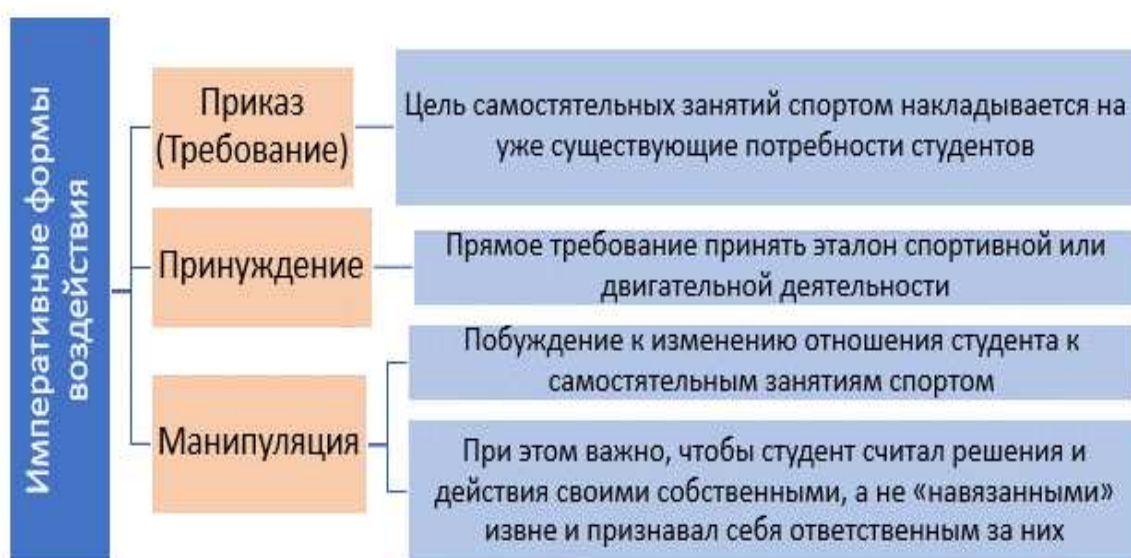 Императивные формы
воздействия
Приказ
(Требование)
Цель самостятельных занятий спортом накладывается на
уже существующие потребности студентов
Принуждение
Прямое требование принять эталон спортивной или
двигательной деятельности
Манипуляция
Побуждение к изменению отношения студента к
самостятельным занятиям спортом
При этом важно, чтобы студент считал решения и
действия своими собственными, а не «навязанными»
извне и признавал себя ответственным за них